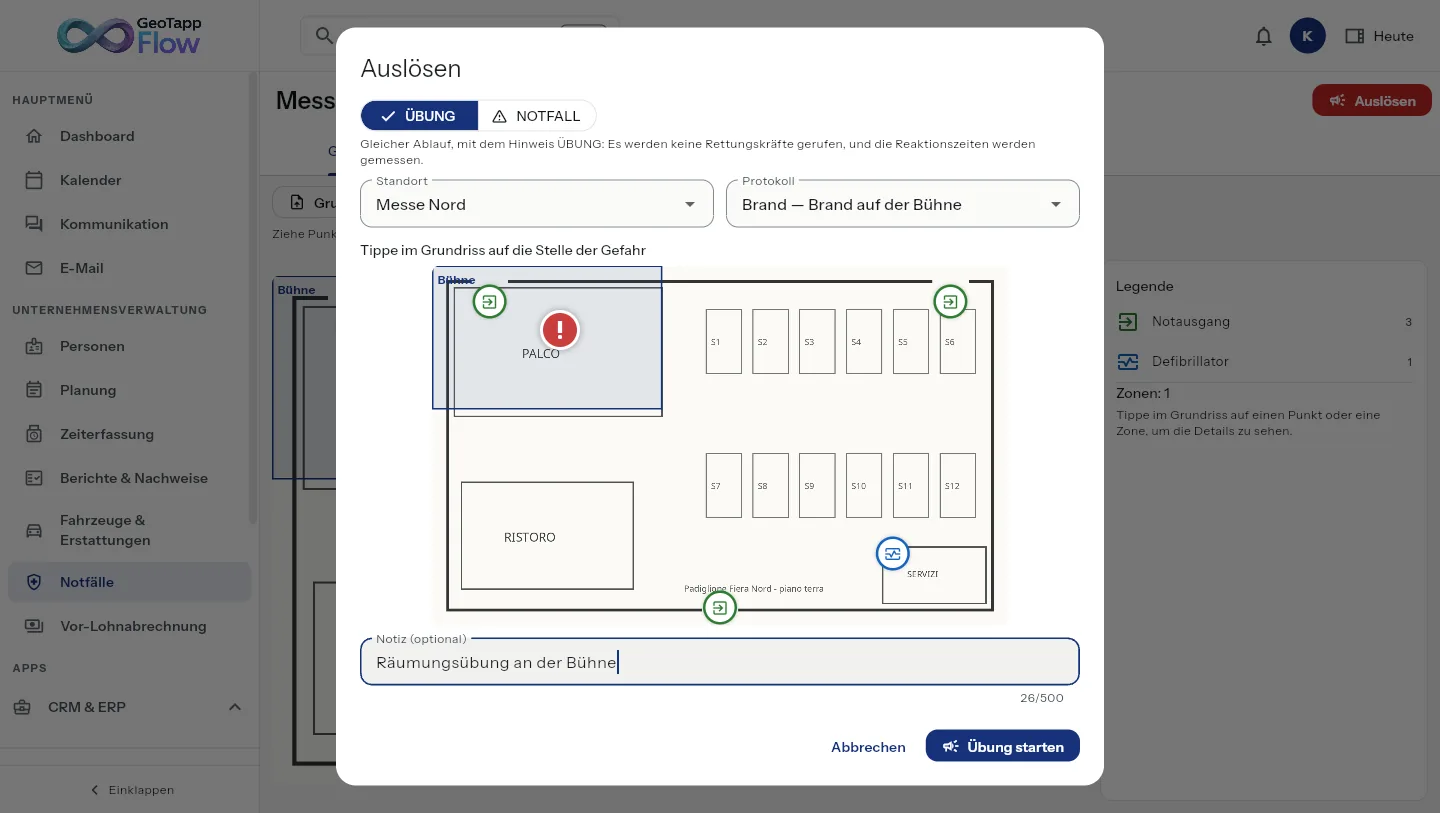 GeoTapp
Flow
K
Heute
HAUPTMENÜ
Dashboard
Kalender
Kommunikation
E-Mail
UNTERNEHMENSVERWALTUNG
Personen
Planung
Zeiterfassung
Berichte & Nachweise
Fahrzeuge &
Erstattungen
Notfälle
Vor-Lohnabrechnung
APPS
CRM & ERP
Einklappen
Messe
Auslösen
G
Gru
Ziehe Punk
Bühne
Auslösen
ÜBUNG
NOTFALL
Gleicher Ablauf, mit dem Hinweis ÜBUNG: Es werden keine Rettungskräfte gerufen, und die Reaktionszeiten werden
gemessen.
Standort
Messe Nord
Protokoll
Brand — Brand auf der Bühne
Tippe im Grundriss auf die Stelle der Gefahr
Bühne
PALCO
S1 S2 S3 S4 S5 S6
S7 S8 S9 S10 S11 S12
RISTORO
SERVIZI
Padiglione Fiera Nord - piano terra
Notiz (optional)
Räumungsübung an der Bühne
26/500
Abbrechen
Übung starten
Legende
Notausgang 3
Defibrillator 1
Zonen: 1
Tippe im Grundriss auf einen Punkt oder eine
Zone, um die Details zu sehen.